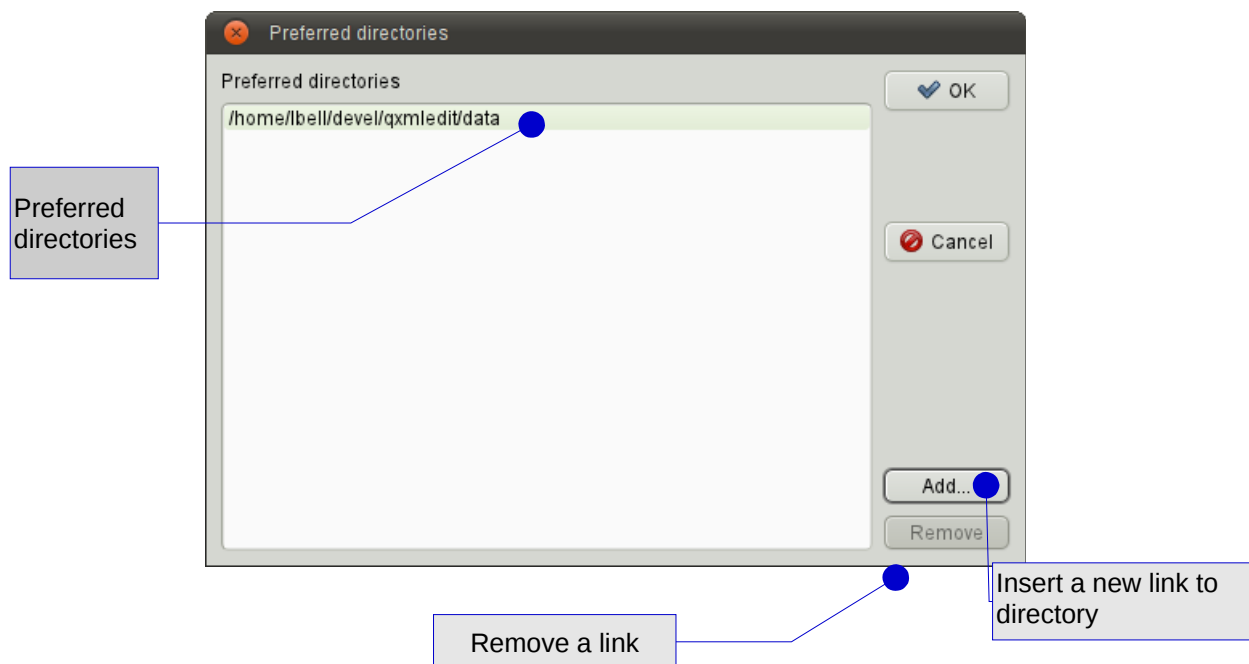 Preferred directories
Preferred directories
OK
/home/lbell/devel/qxmledit/data
Preferred
directories
Cancel
Add...
Remove
Insert a new link to
directory
Remove a link